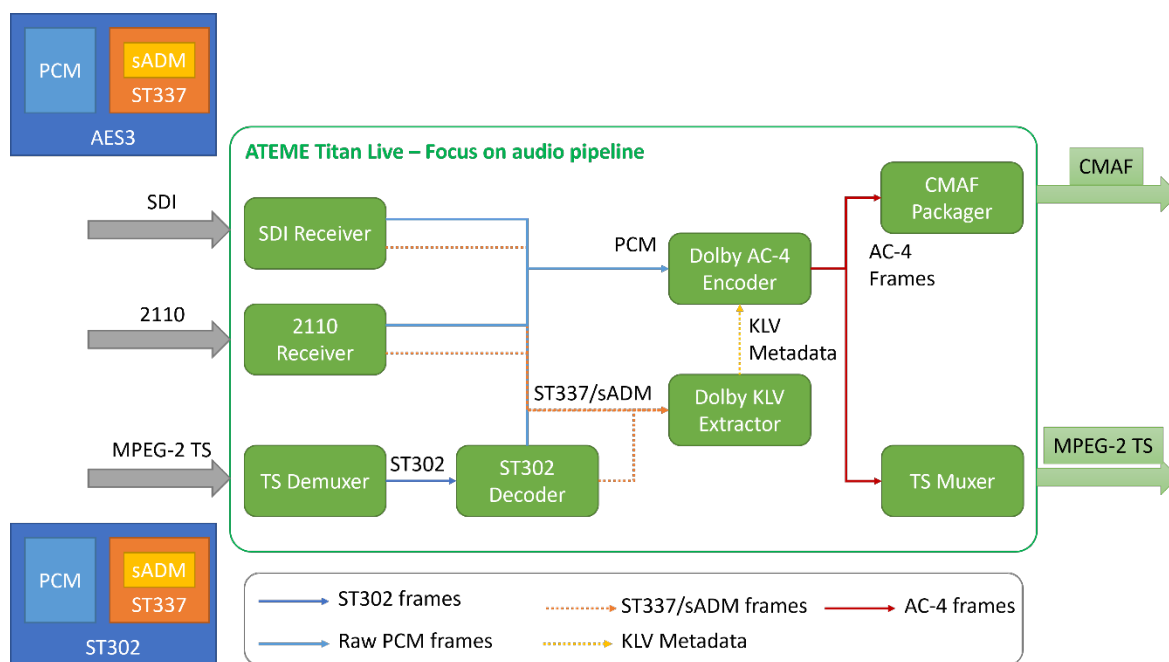 PCM
sADM
ST337
AES3
ATEME Titan Live – Focus on audio pipeline
CMAF
SDI
SDI Receiver
PCM
Dolby AC-4
Encoder
CMAF
Packager
AC-4
Frames
2110
2110
Receiver
KLV
Metadata
ST337/sADM
Dolby KLV
Extractor
MPEG-2 TS
TS Demuxer
ST302
ST302
Decoder
TS Muxer
MPEG-2 TS
PCM
sADM
ST337
ST302
ST302 frames
ST337/sADM frames
AC-4 frames
Raw PCM frames
KLV Metadata